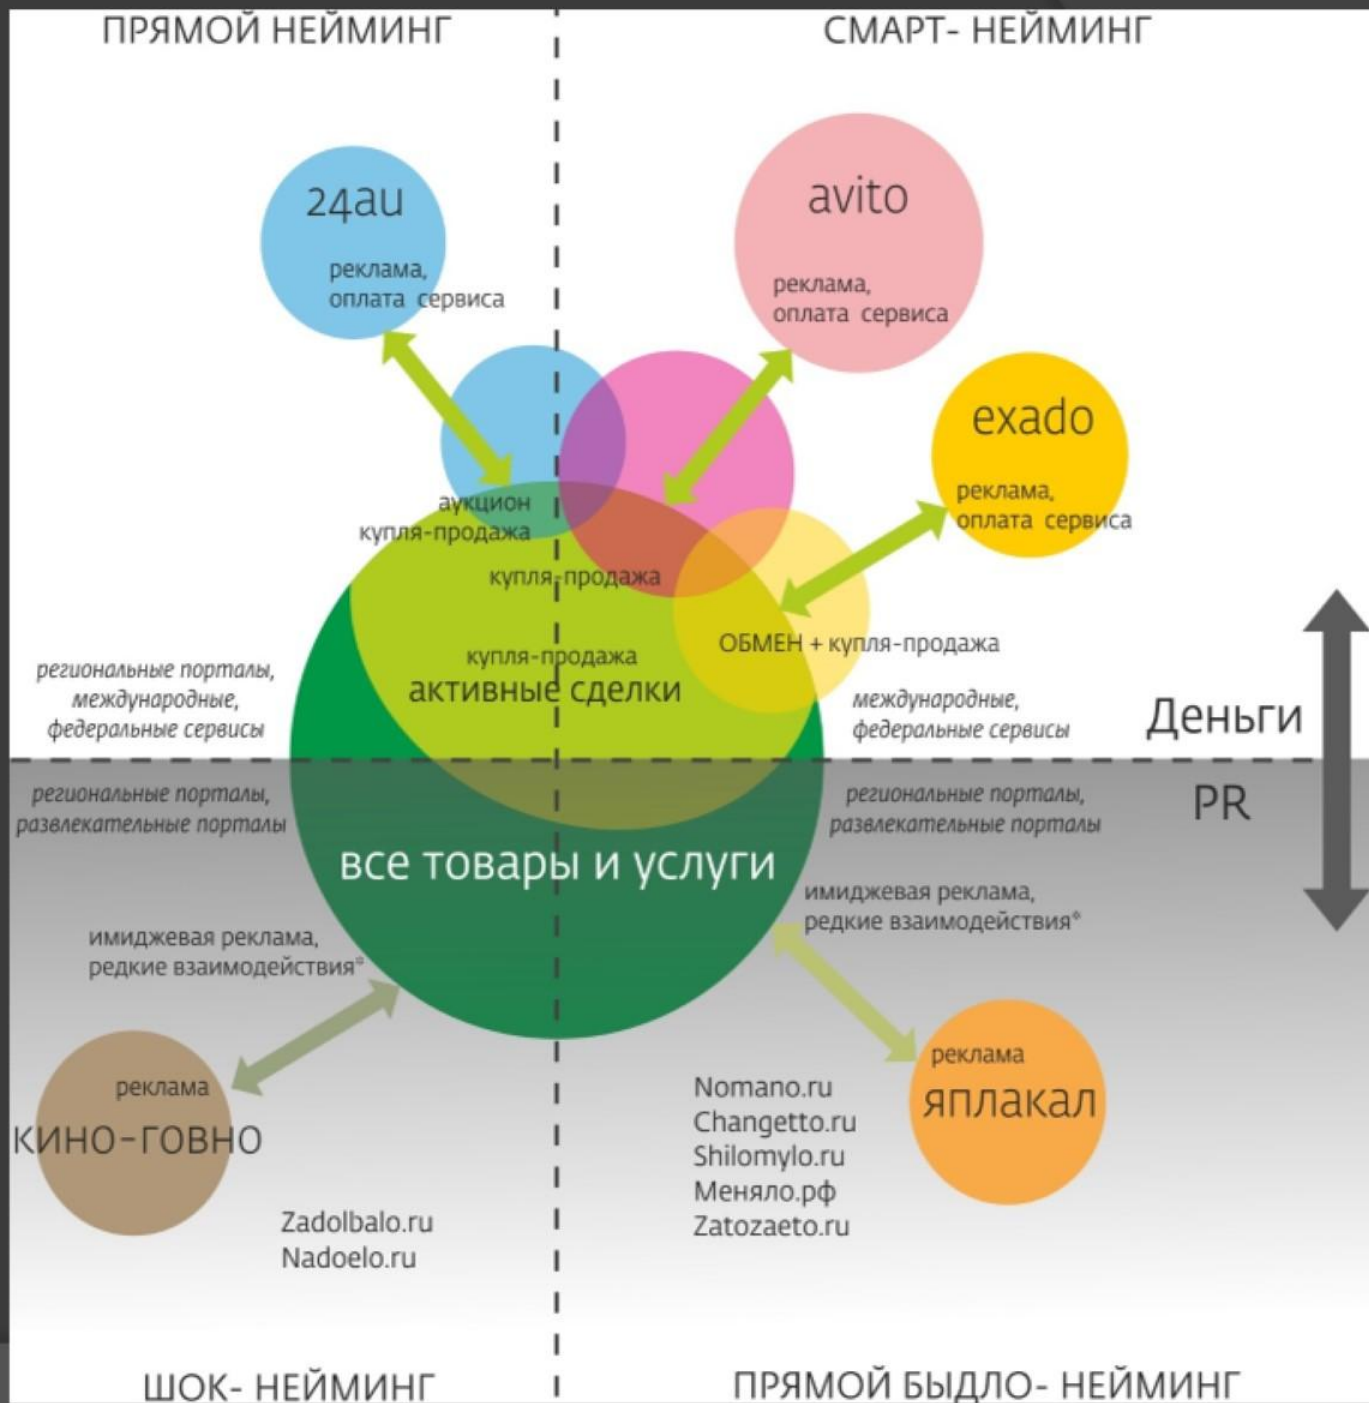 ПРЯМОЙ НЕЙМИНГ
СМАРТ- НЕЙМИНГ
24au
реклама,
оплата сервиса
avito
реклама,
оплата сервиса
exado
реклама,
оплата сервиса
аукцион
купля-продажа
купля-продажа
ОБМЕН + купля-продажа
купля-продажа
активные сделки
региональные порталы,
международные,
федеральные сервисы
международные,
федеральные сервисы
Деньги
PR
региональные порталы,
развлекательные порталы
региональные порталы,
развлекательные порталы
все товары и услуги
имиджевая реклама,
редкие взаимодействия*
имиджевая реклама,
редкие взаимодействия*
реклама
КИНО-ГОВНО
реклама
яплакал
Zadolbalo.ru
Nadoelo.ru
Nomano.ru
Changetto.ru
Shilomylo.ru
Меняло.рф
Zatozaeto.ru
ШОК- НЕЙМИНГ
ПРЯМОЙ БЫДЛО- НЕЙМИНГ